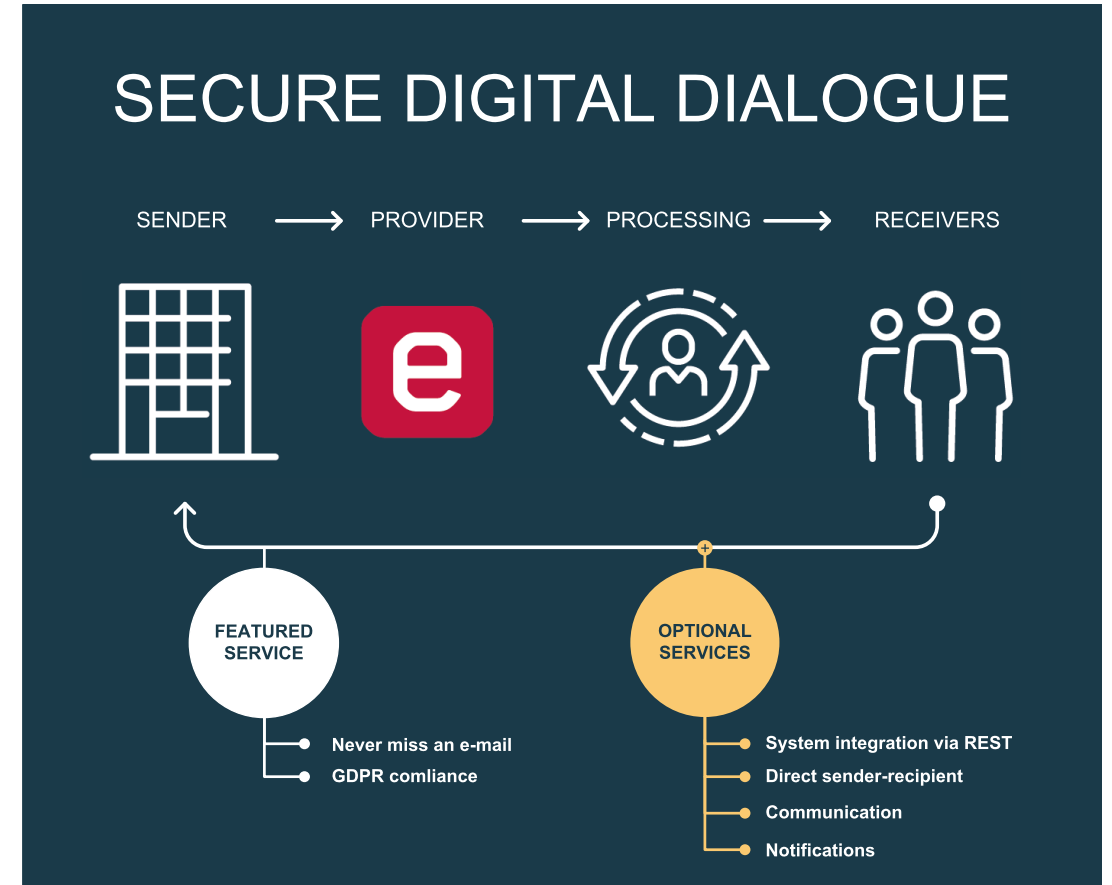 SECURE DIGITAL DIALOGUE
SENDER
PROVIDER
PROCESSING
RECEIVERS
e
+
FEATURED
SERVICE
OPTIONAL
SERVICES
Never miss an e-mail
GDPR comliance
System integration via REST
Direct sender-recipient
Communication
Notifications